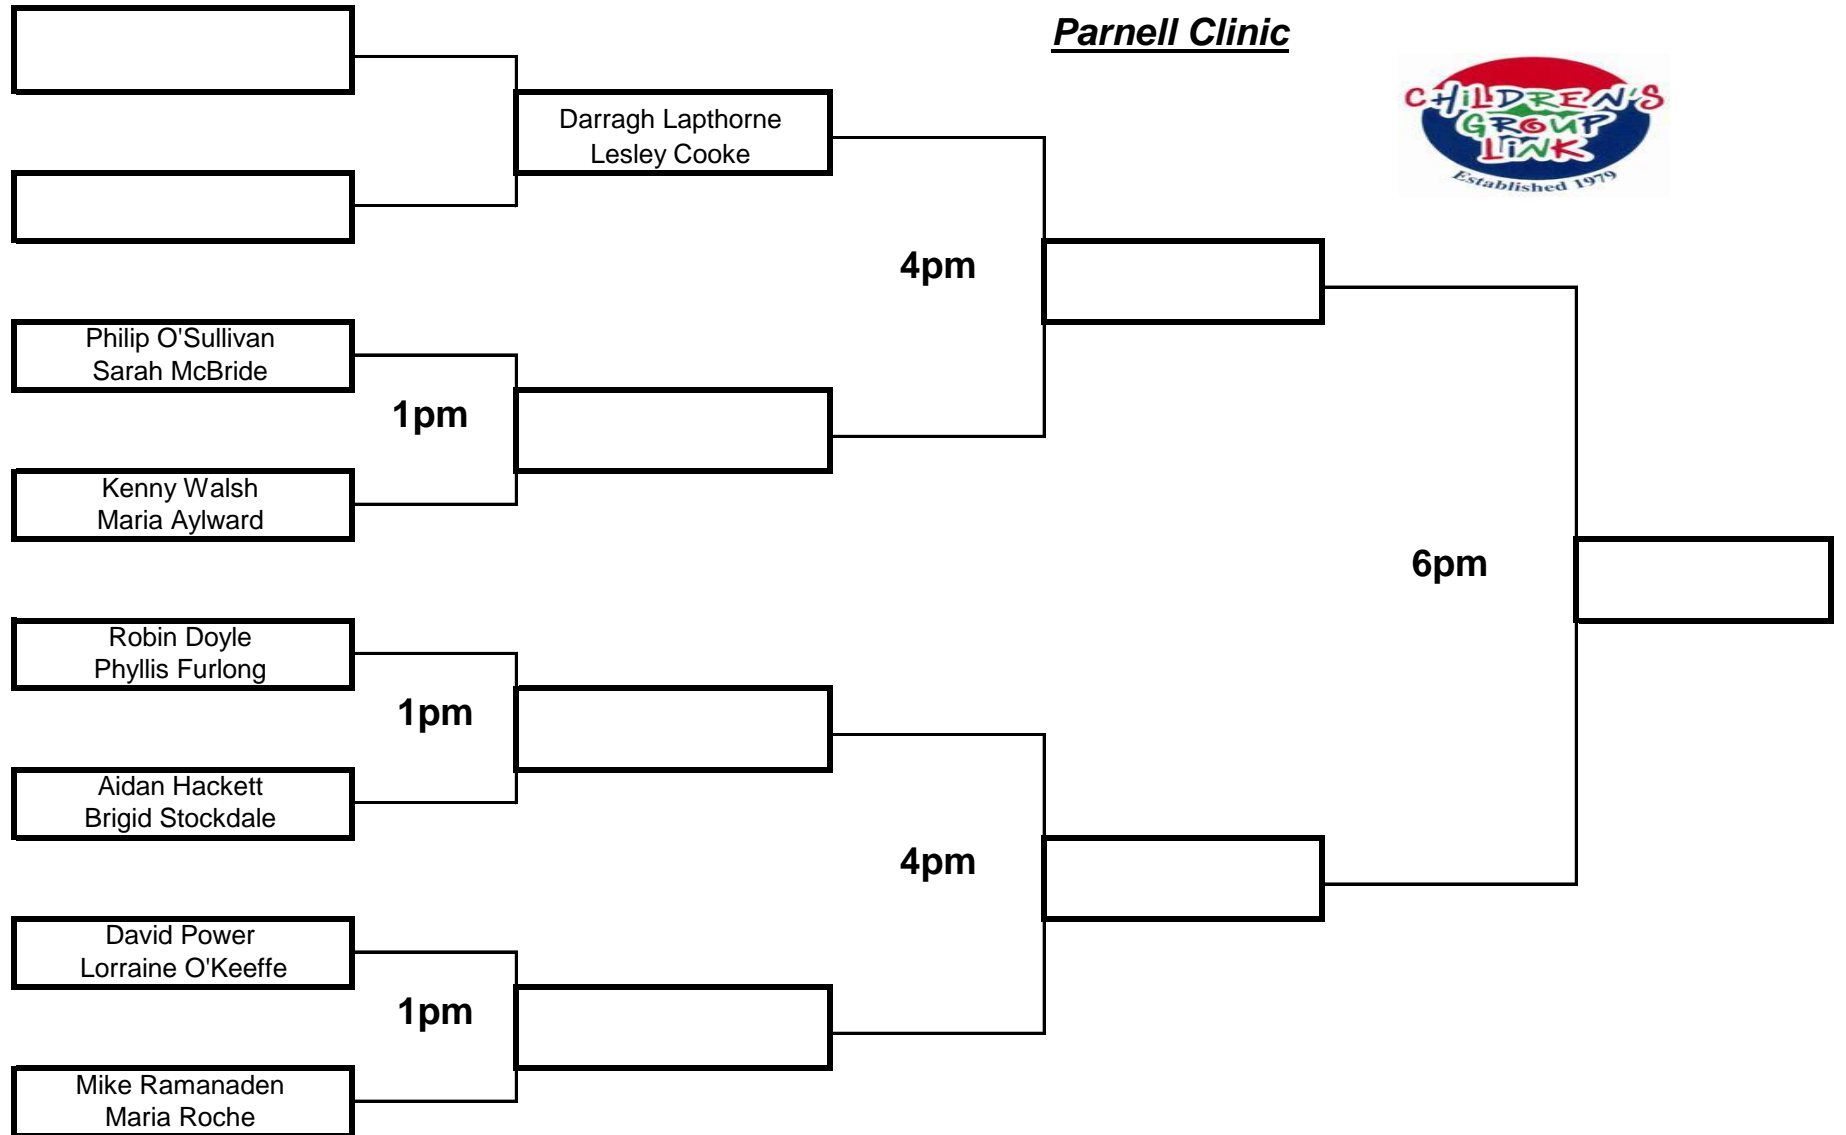 Parnell Clinic
CHILDREN'S
GROUP
LINK
Established 1979
Darragh Lapthorne
Lesley Cooke
4pm
Philip O'Sullivan
Sarah McBride
1pm
Kenny Walsh
Maria Aylward
6pm
Robin Doyle
Phyllis Furlong
1pm
Aidan Hackett
Brigid Stockdale
4pm
David Power
Lorraine O'Keeffe
1pm
Mike Ramanaden
Maria Roche